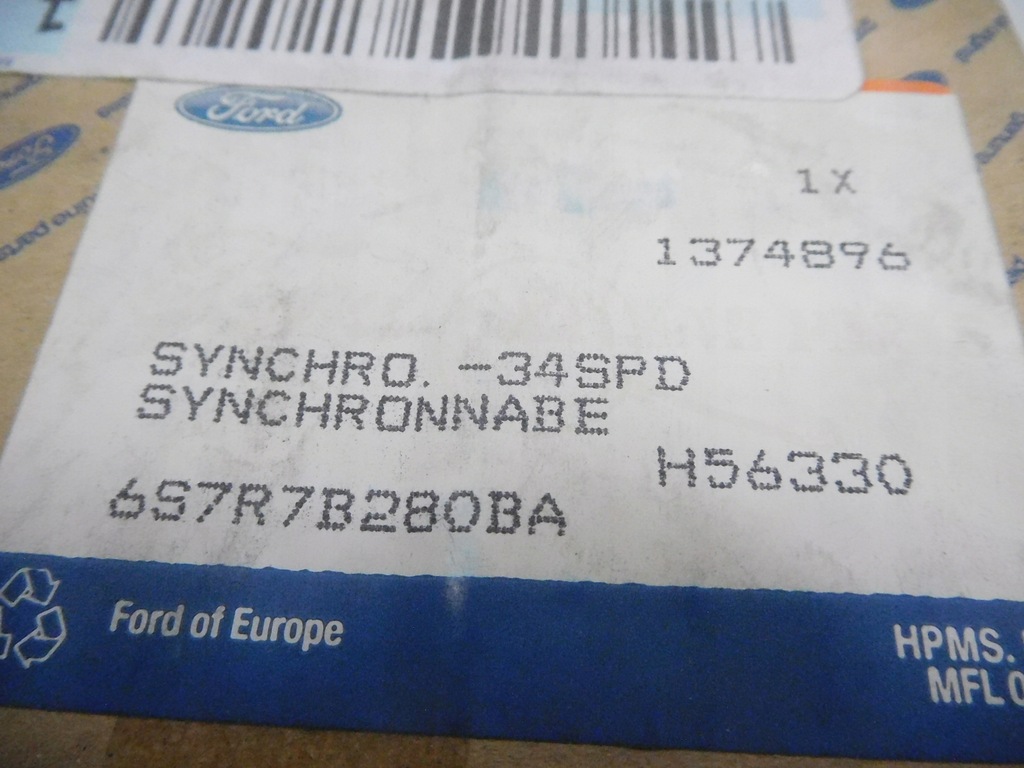 Ford
1X
1374896
SYNCHRO. -34SPD
SYNCHRONNABE
H56330
6S7R7B280BA
Ford of Europe
HPMS.
MFL